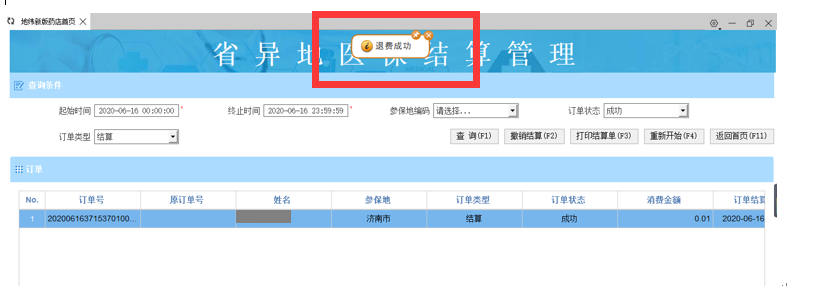 地纬新版药店首页
省异地医保结算管理
退费成功
查询条件
起始时间 2020-06-16 00:00:00 * 终止时间 2020-06-16 23:59:59 * 参保地编码 请选择... 订单状态 成功
订单类型 结算 查 询(F1) 撤销结算(F2) 打印结算单(F3) 重新开始(F4) 返回首页(F11)
订单
No. 订单号 原订单号 姓名 参保地 订单类型 订单状态 消费金额 订单结算
1 202006163715370100... 济南市 结算 成功 0.01 2020-06-16